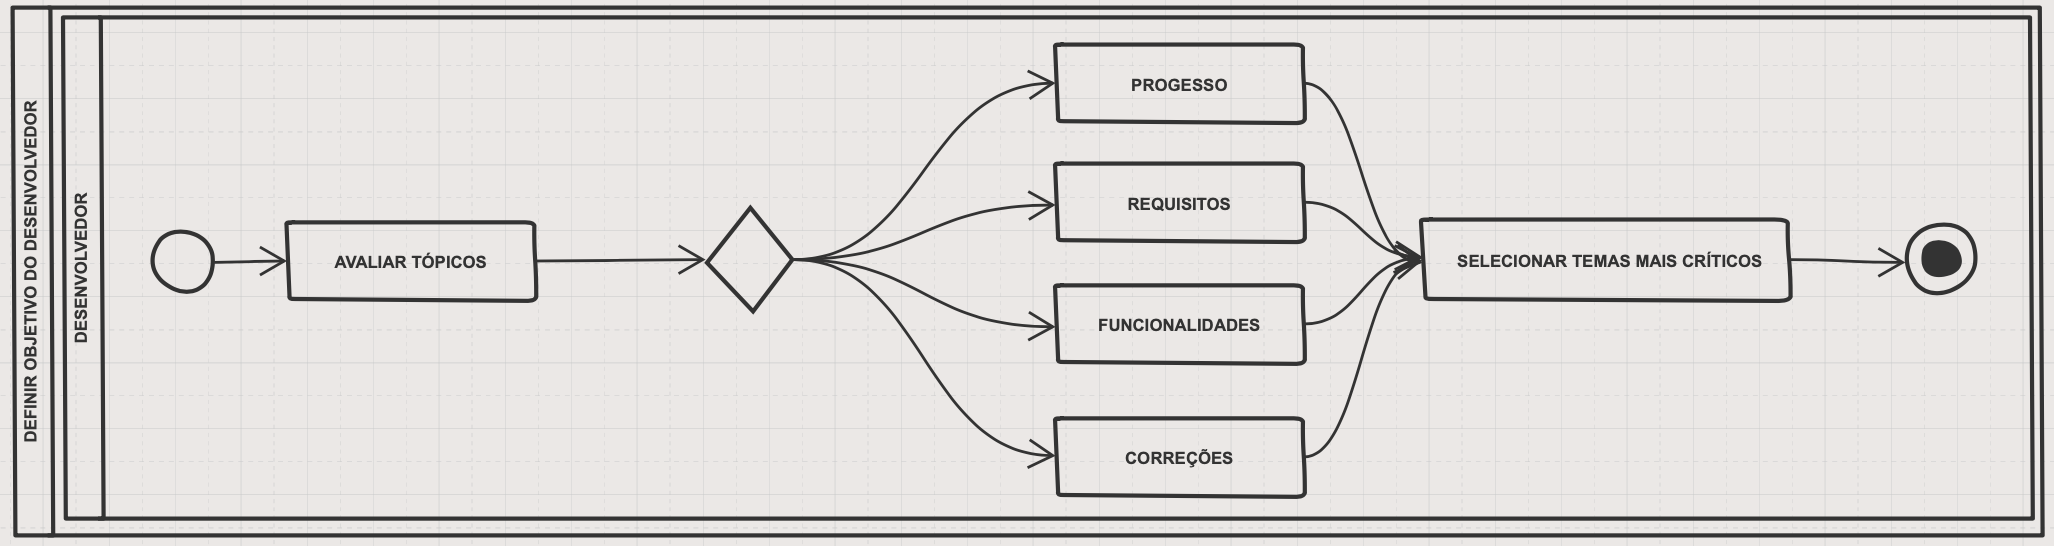 DEFINIR OBJETIVO DO DESENVOLVEDOR
DESENVOLVEDOR
AVALIAR TÓPICOS
PROGESSO
REQUISITOS
FUNCIONALIDADES
CORREÇÕES
SELECIONAR TEMAS MAIS CRÍTICOS